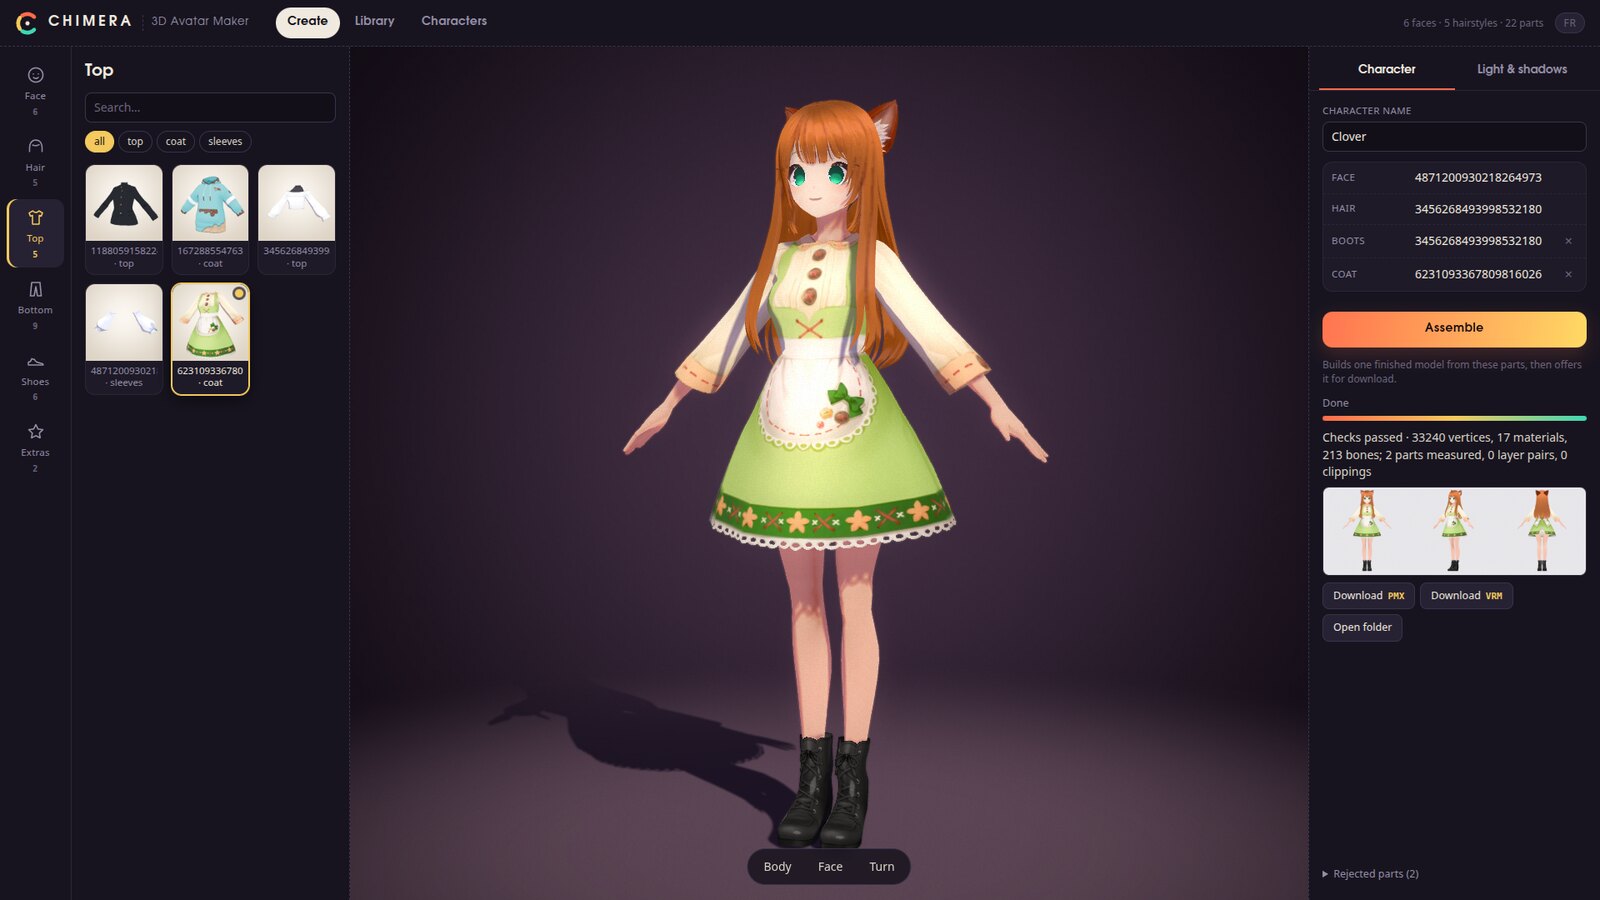 CHIMERA
3D Avatar Maker
Create
Library
Characters
6 faces · 5 hairstyles · 22 parts
FR
Face
6
Hair
5
Top
5
Bottom
9
Shoes
6
Extras
2
Top
Search...
all
top
coat
sleeves
118805915822
· top
167288554763
· coat
345626849399
· top
487120093021
· sleeves
623109336780
· coat
Body
Face
Turn
Character
Light & shadows
CHARACTER NAME
Clover
FACE 4871200930218264973
HAIR 3456268493998532180
BOOTS 3456268493998532180 ×
COAT 6231093367809816026 ×
Assemble
Builds one finished model from these parts, then offers
it for download.
Done
Checks passed · 33240 vertices, 17 materials,
213 bones; 2 parts measured, 0 layer pairs, 0
clippings
Download PMX
Download VRM
Open folder
Rejected parts (2)